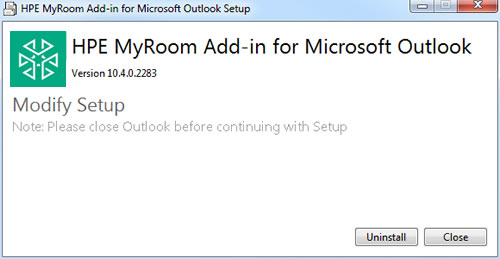 HPE MyRoom Add-in for Microsoft Outlook Setup
HPE MyRoom Add-in for Microsoft Outlook
Version 10.4.0.2283
Modify Setup
Note: Please close Outlook before continuing with Setup
Uninstall
Close